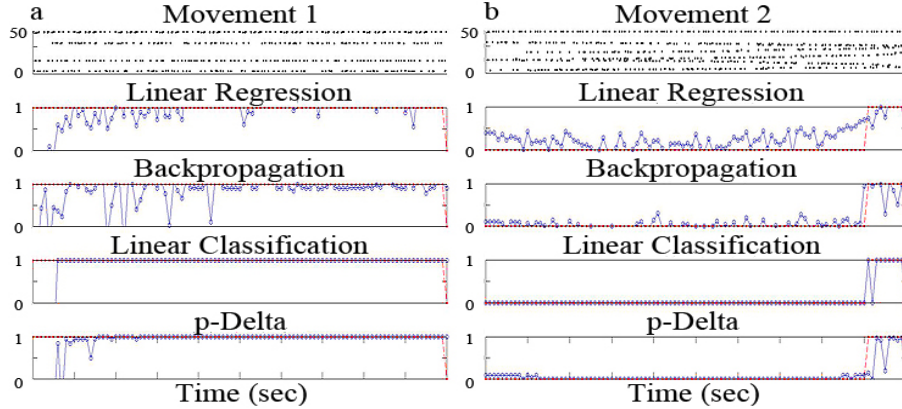 a Movement 1
50
0
Linear Regression
1
0
Backpropagation
1
0
Linear Classification
1
0
p-Delta
1
0
Time (sec)
b Movement 2
50
0
Linear Regression
1
0
Backpropagation
1
0
Linear Classification
1
0
p-Delta
1
0
Time (sec)